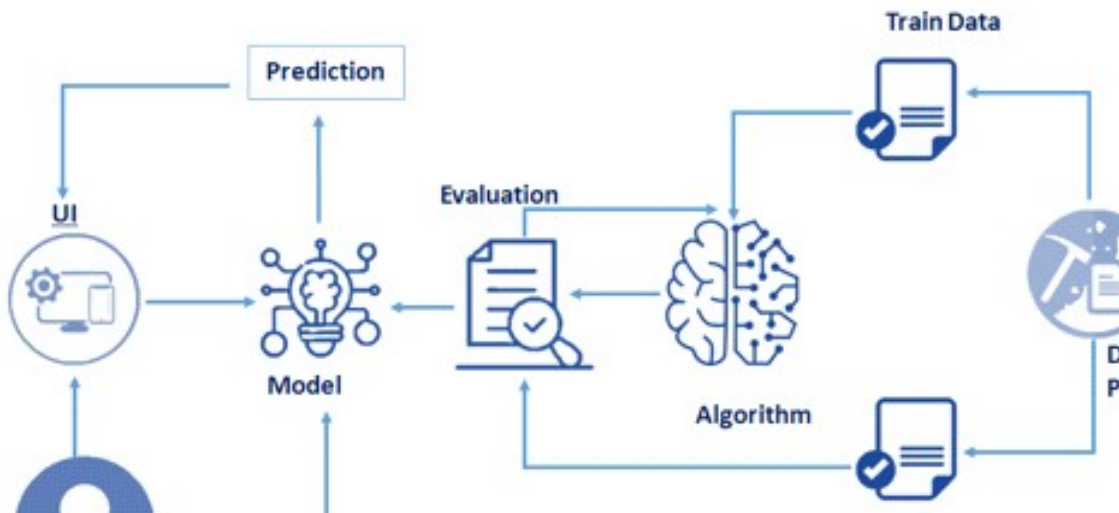 Train Data
Prediction
Evaluation
UI
Model
Algorithm
D
P